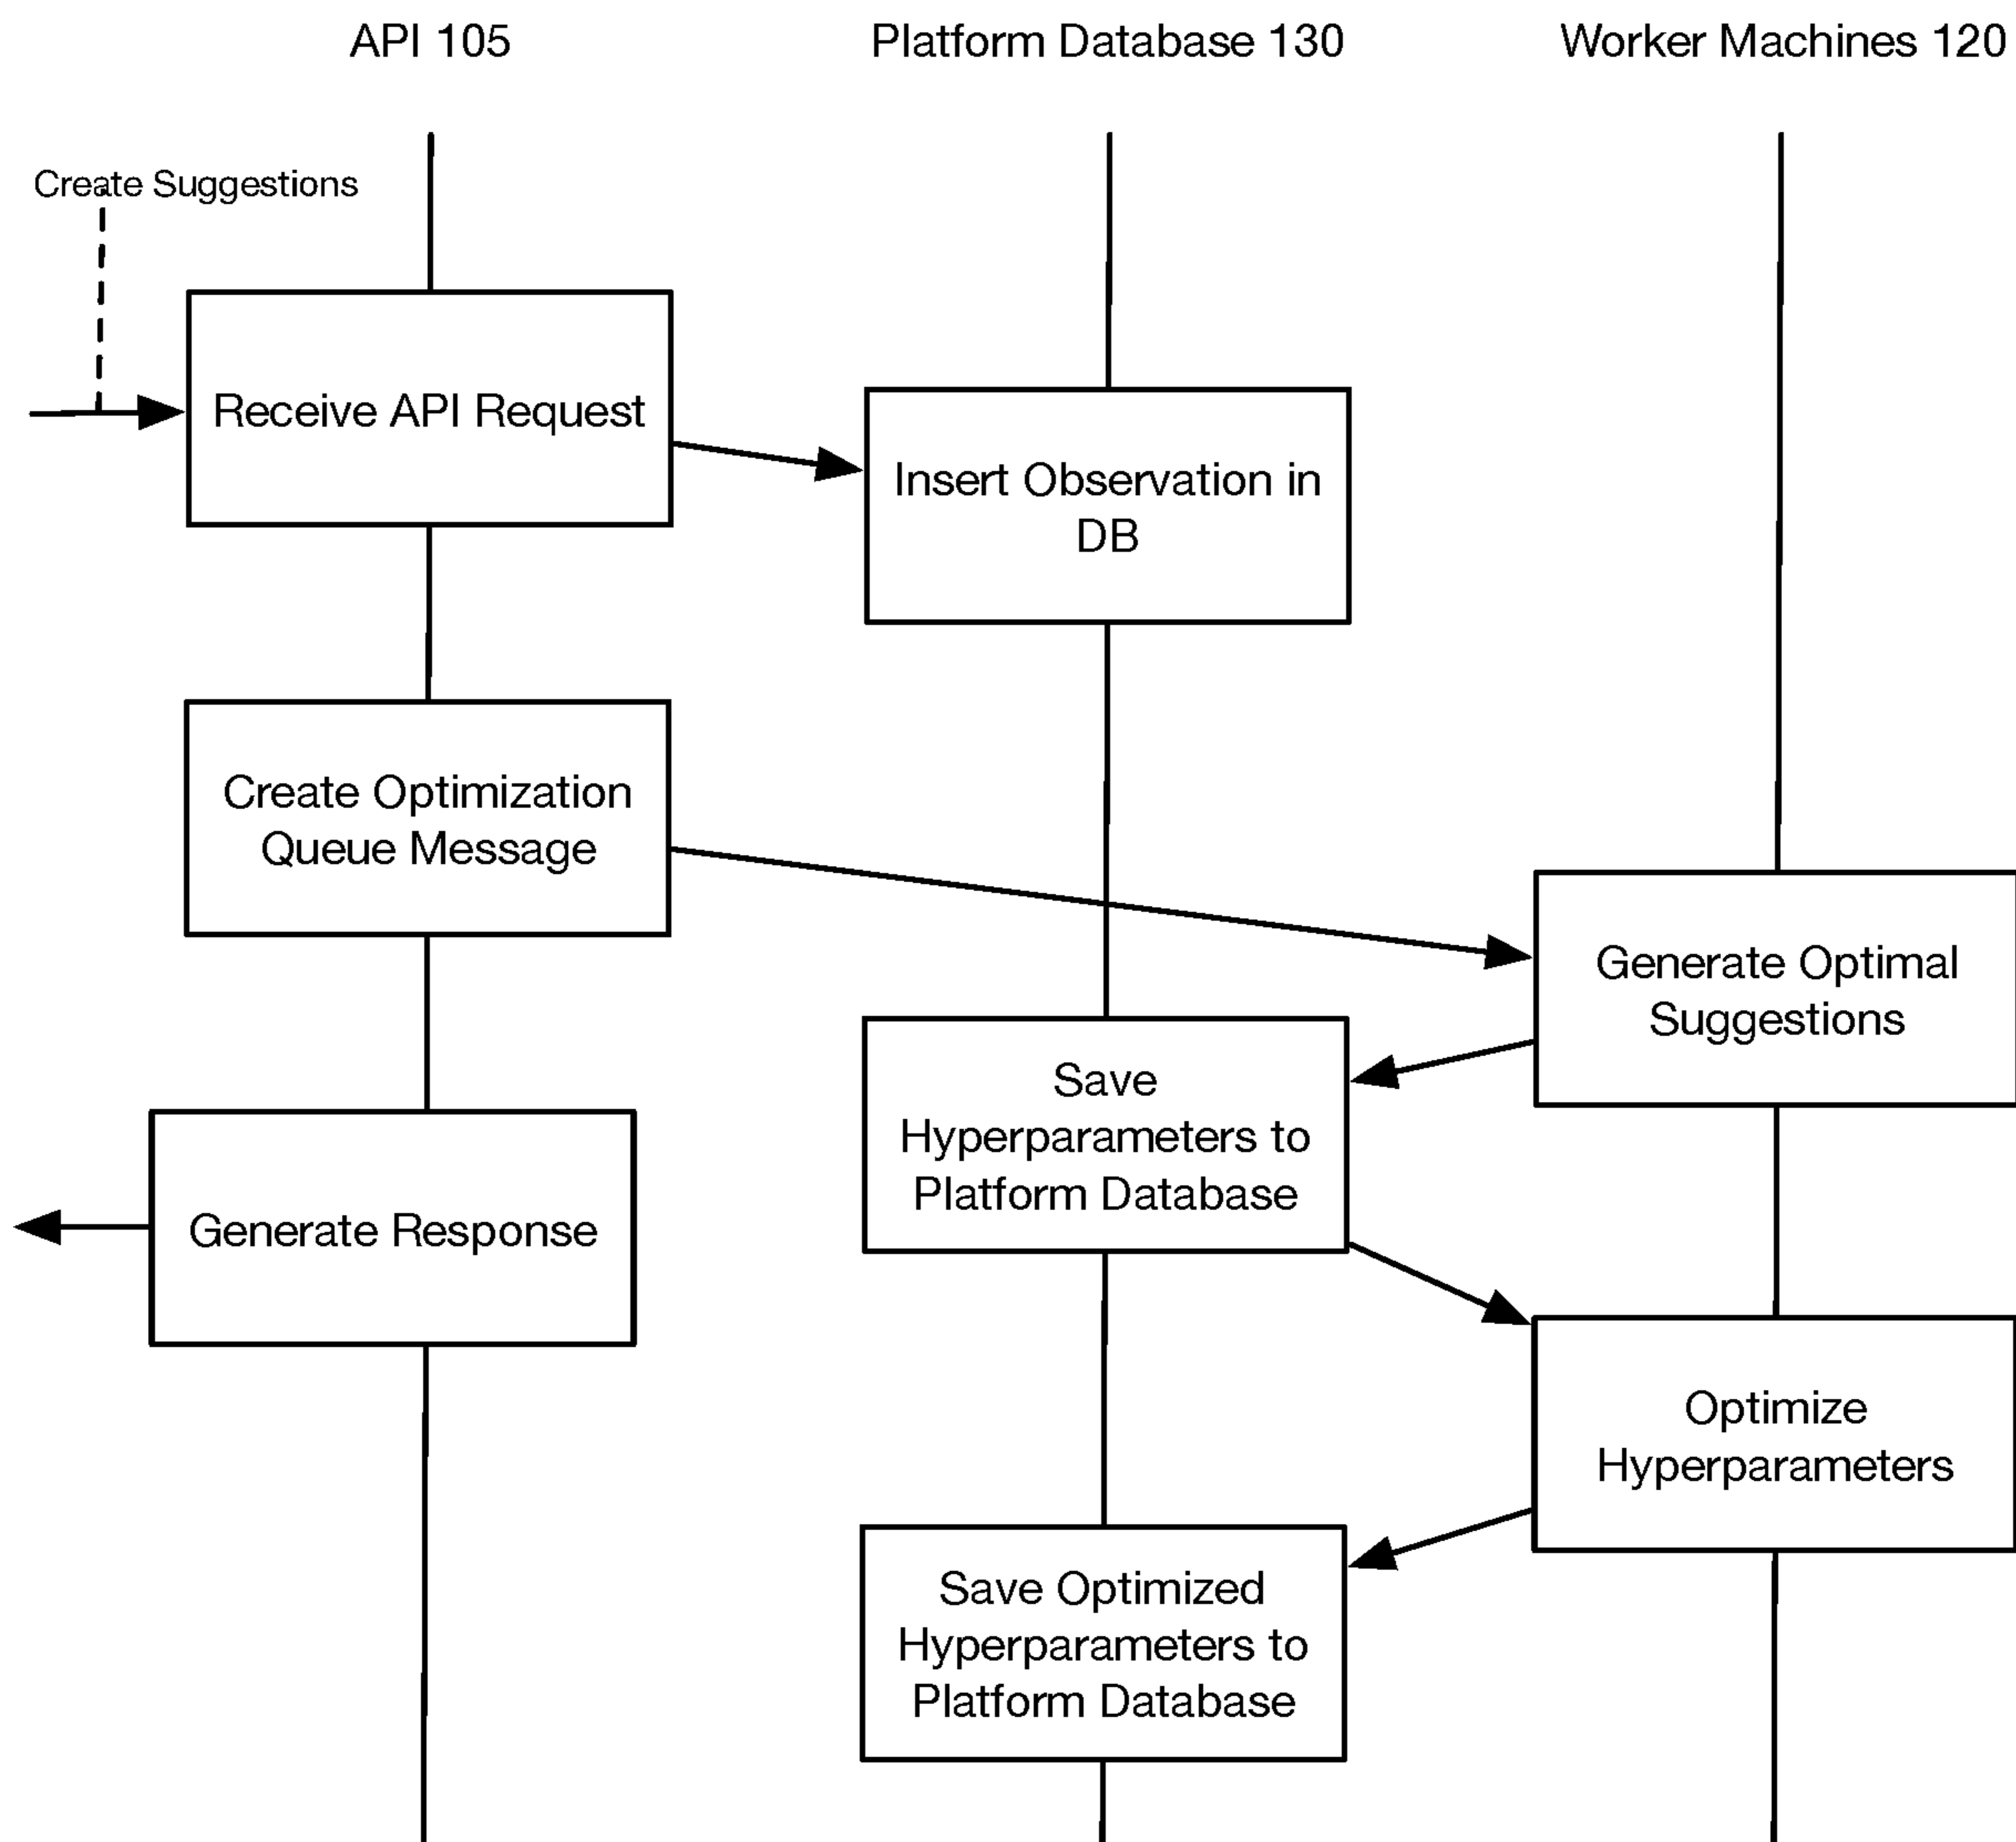 API 105
Platform Database 130
Worker Machines 120
Create Suggestions
Receive API Request
Insert Observation in
DB
Create Optimization
Queue Message
Generate Optimal
Suggestions
Save
Hyperparameters to
Platform Database
Generate Response
Optimize
Hyperparameters
Save Optimized
Hyperparameters to
Platform Database